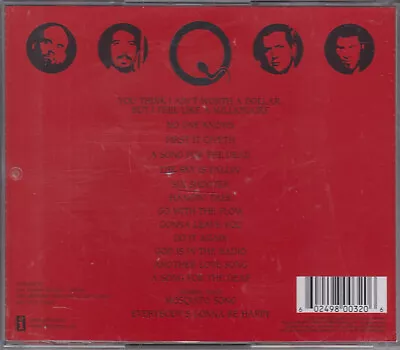 Q
YOU THINK I AIN'T WORTH A DOLLAR,
BUT I FEEL LIKE A MILLIONAIRE
NO ONE KNOWS
FIRST IT GIVETH
A SONG FOR THE DEAD
THE SKY IS FALLIN'
SIX SHOOTER
HANGIN' TREE
GO WITH THE FLOW
GONNA LEAVE YOU
DO IT AGAIN
GOD IS IN THE RADIO
ANOTHER LOVE SONG
A SONG FOR THE DEAF
MOSQUITO SONG
EVERYBODY'S GONNA BE HAPPY
6 02498 00320 6